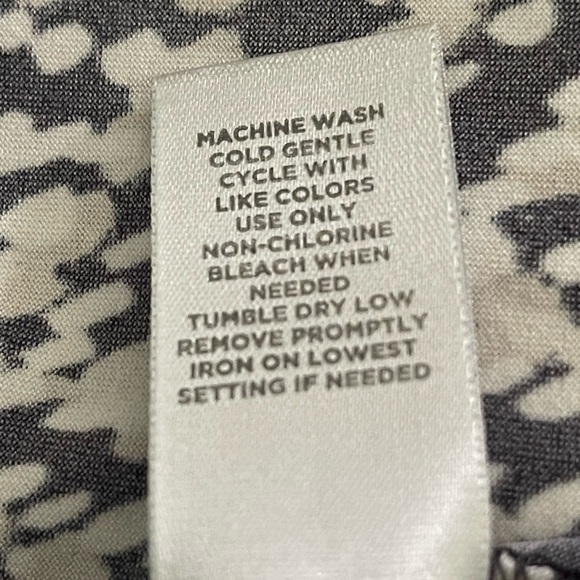 MACHINE WASH
COLD GENTLE
CYCLE WITH
LIKE COLORS
USE ONLY
NON-CHLORINE
BLEACH WHEN
NEEDED
TUMBLE DRY LOW
REMOVE PROMPTLY
IRON ON LOWEST
SETTING IF NEEDED